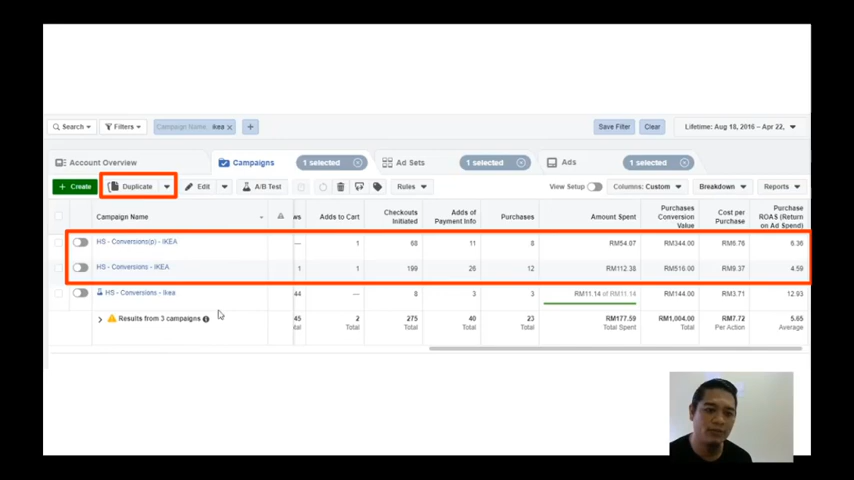 Search
Filters
Campaign Name: ikea
Save Filter
Clear
Lifetime: Aug 18, 2016 – Apr 22,
Account Overview
Campaigns
1 selected
Ad Sets
1 selected
Ads
1 selected
+ Create
Duplicate
Edit
A/B Test
Rules
View Setup
Columns: Custom
Breakdown
Reports
Campaign Name
ws
Adds to Cart
Checkouts Initiated
Adds of Payment Info
Purchases
Amount Spent
Purchases Conversion Value
Cost per Purchase
Purchase ROAS (Return on Ad Spend)
HS - Conversions(p) - IKEA
— 1 68 11 8 RM54.07 RM344.00 RM6.76 6.36
HS - Conversions - IKEA
1 1 199 26 12 RM112.38 RM516.00 RM9.37 4.59
HS - Conversions - Ikea
44 — 8 3 3 RM11.14 of RM11.14 RM144.00 RM3.71 12.93
Results from 3 campaigns
45 2 275 40 23 RM177.59 RM1,004.00 RM7.72 5.65
tal Total Total Total Total Total Spent Total Per Action Average